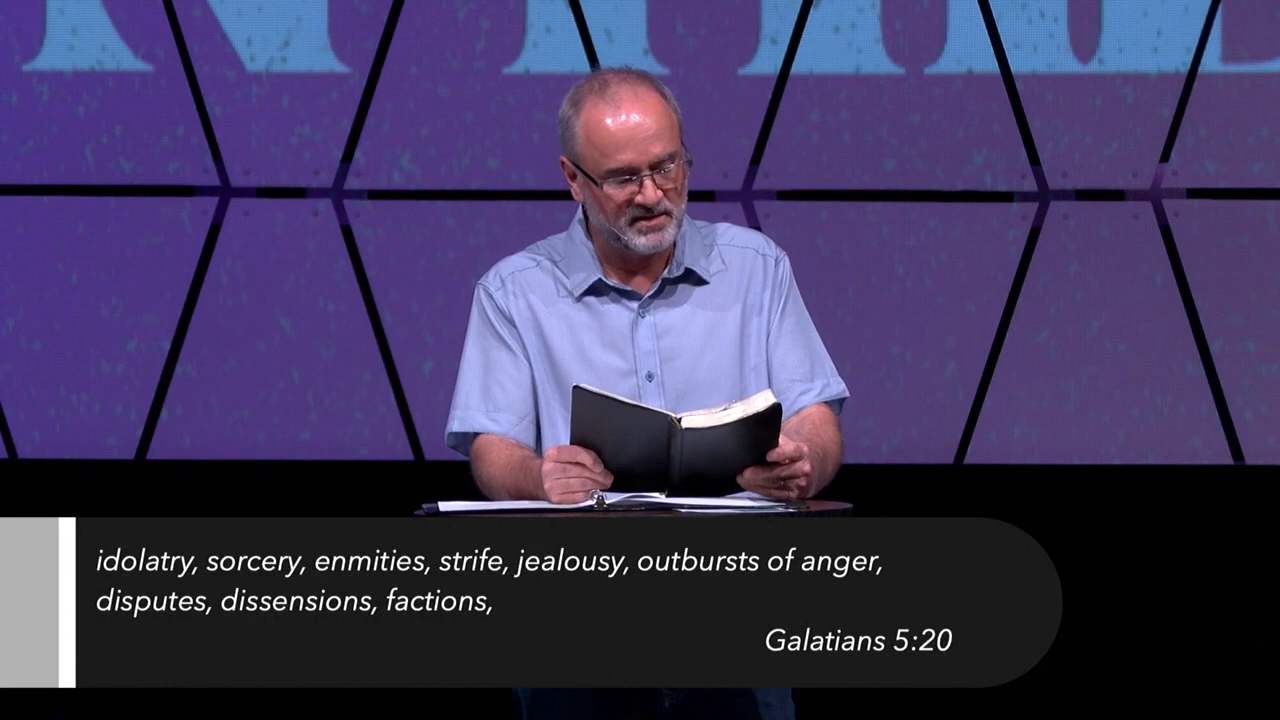 idolatry, sorcery, enmities, strife, jealousy, outbursts of anger,
disputes, dissensions, factions,
Galatians 5:20